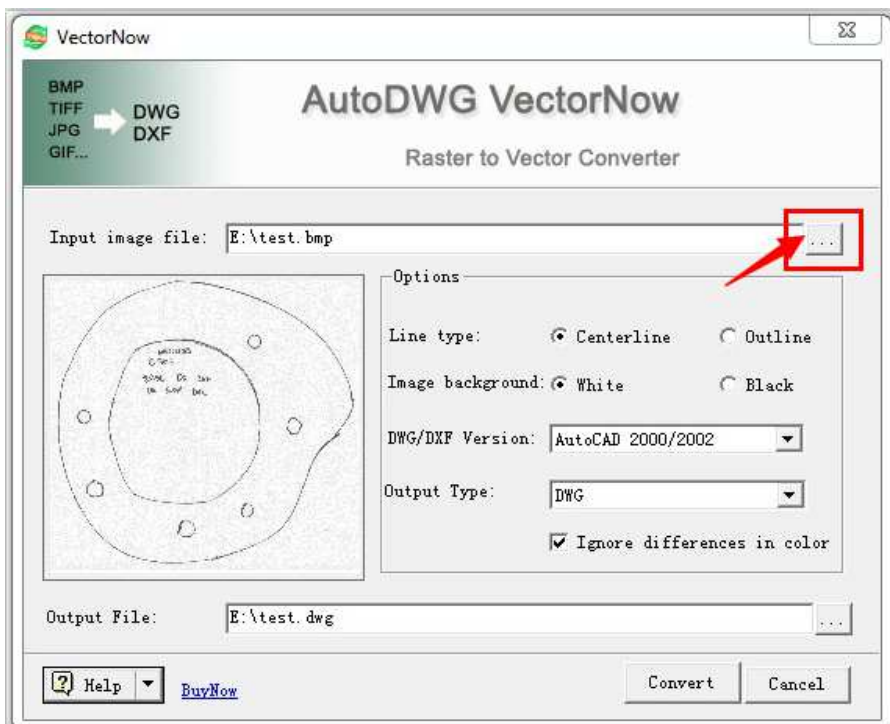 VectorNow
BMP
TIFF
JPG
GIF...
DWG
DXF
AutoDWG VectorNow
Raster to Vector Converter
Input image file: E:\test.bmp ...
Options
Line type: Centerline Outline
Image background: White Black
DWG/DXF Version: AutoCAD 2000/2002
Output Type: DWG
Ignore differences in color
Output File: E:\test.dwg ...
Help BuyNow Convert Cancel